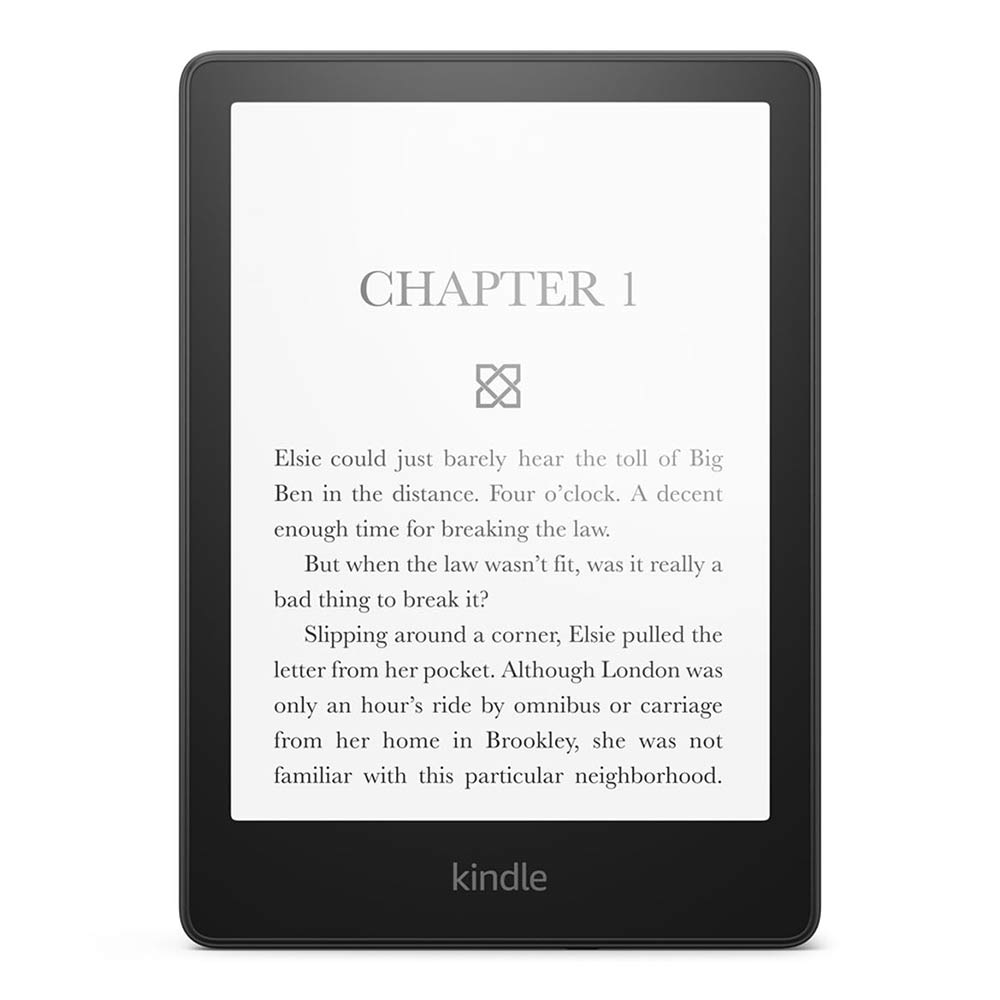 CHAPTER 1
Elsie could just barely hear the toll of Big
Ben in the distance. Four o’clock. A decent
enough time for breaking the law.
But when the law wasn’t fit, was it really a
bad thing to break it?
Slipping around a corner, Elsie pulled the
letter from her pocket. Although London was
only an hour’s ride by omnibus or carriage
from her home in Brookley, she was not
familiar with this particular neighborhood.
kindle